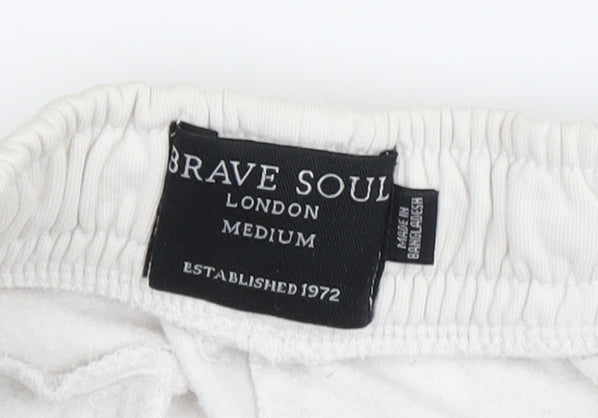 BRAVE SOUL
LONDON
MEDIUM
ESTABLISHED 1972
MADE IN
BANGLADESH